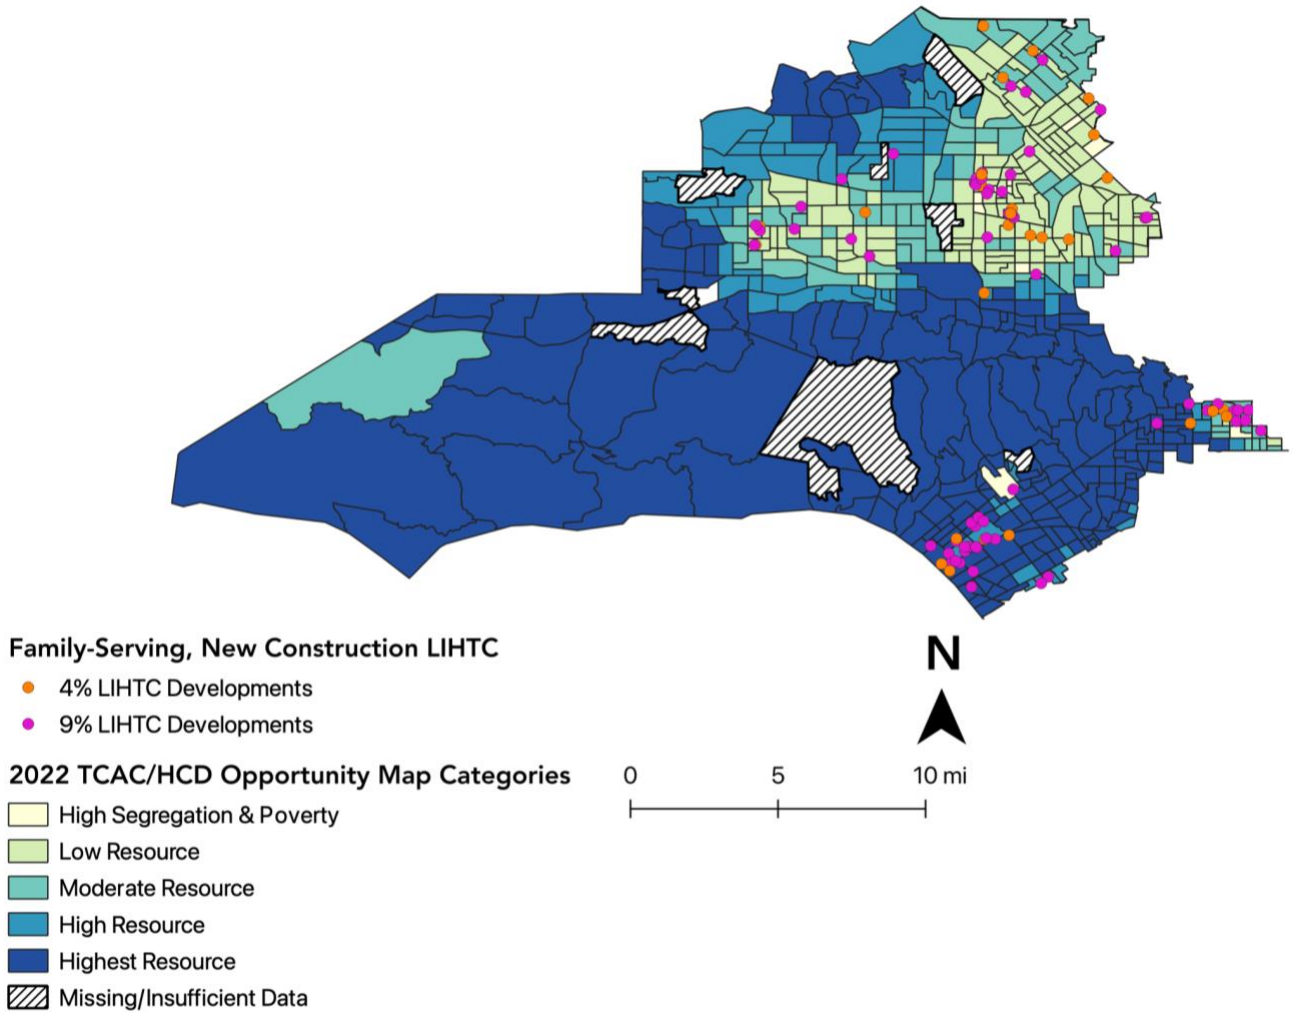 Family-Serving, New Construction LIHTC
4% LIHTC Developments
9% LIHTC Developments
N
2022 TCAC/HCD Opportunity Map Categories
0 5 10 mi
High Segregation & Poverty
Low Resource
Moderate Resource
High Resource
Highest Resource
Missing/Insufficient Data